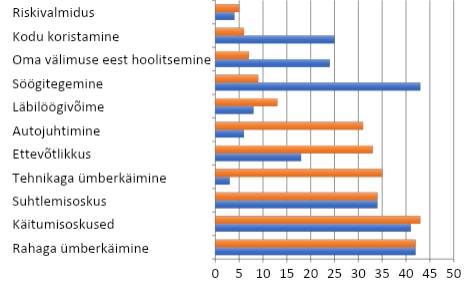 Riskivalmidus
Kodu koristamine
Oma välimuse eest hoolitsemine
Söögitegemine
Läbilöögivõime
Autojuhtimine
Ettevõtlikkus
Tehnikaga ümberkäimine
Suhtlemisoskus
Käitumisoskused
Rahaga ümberkäimine
0 5 10 15 20 25 30 35 40 45 50